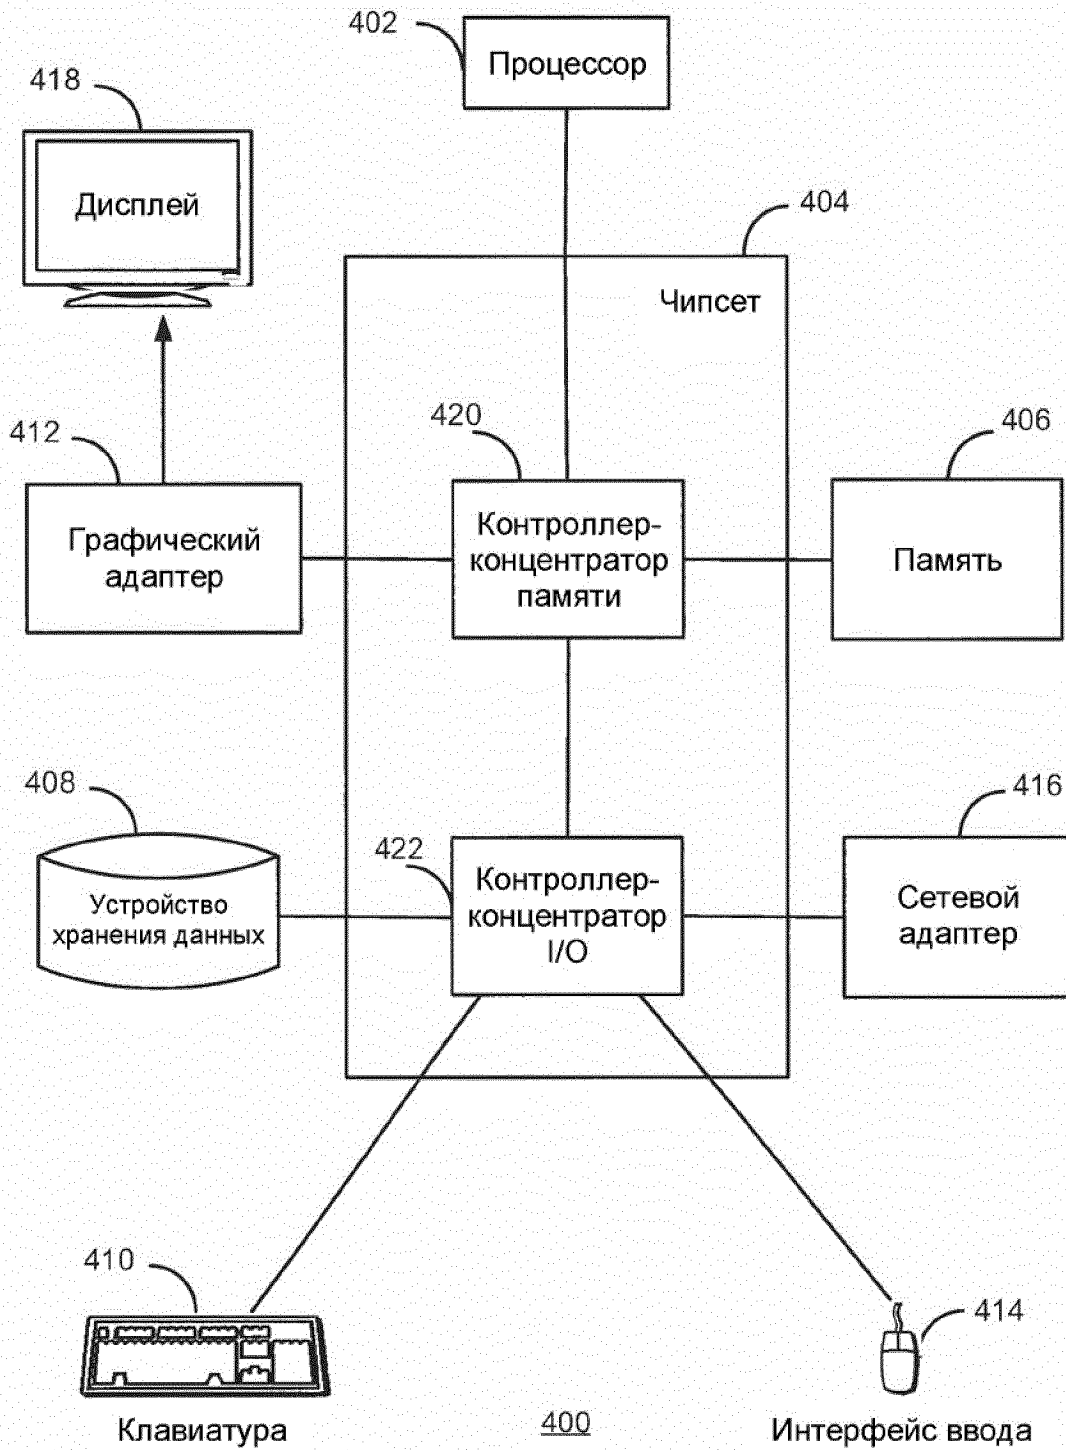 402
Процессор
418
Дисплей
404
Чипсет
412
420
406
Графический
адаптер
Контроллер-
концентратор
памяти
Память
408
422
416
Устройство
хранения данных
Контроллер-
концентратор
I/O
Сетевой
адаптер
410
414
Клавиатура
400
Интерфейс ввода